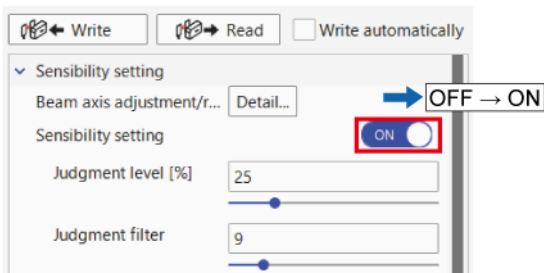 Write Read Write automatically
Sensibility setting
Beam axis adjustment/r... Detail... OFF → ON
Sensibility setting ON
Judgment level [%] 25
Judgment filter 9